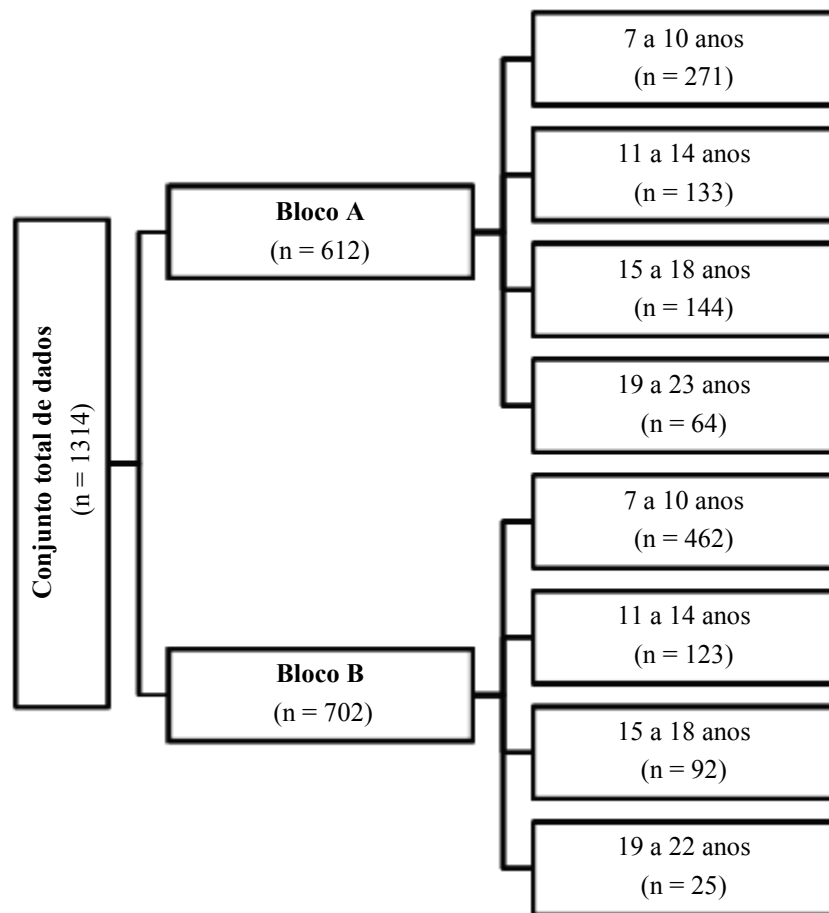 Conjunto total de dados
(n = 1314)
Bloco A
(n = 612)
7 a 10 anos
(n = 271)
11 a 14 anos
(n = 133)
15 a 18 anos
(n = 144)
19 a 23 anos
(n = 64)
Bloco B
(n = 702)
7 a 10 anos
(n = 462)
11 a 14 anos
(n = 123)
15 a 18 anos
(n = 92)
19 a 22 anos
(n = 25)